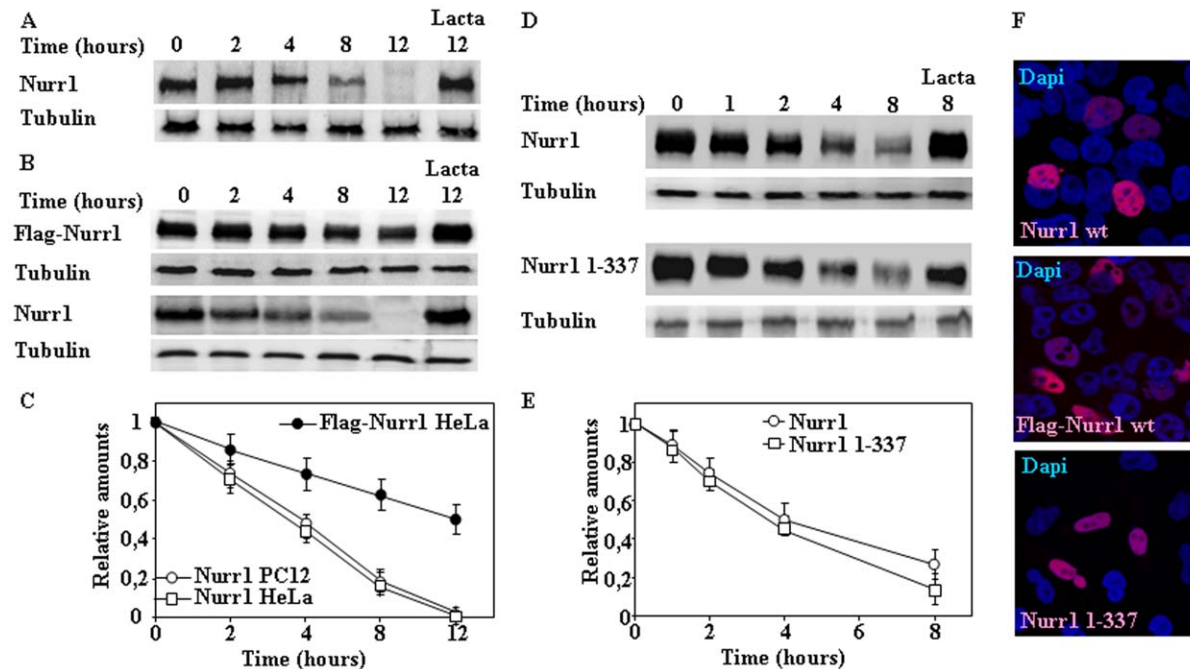 A
Lacta
Time (hours) 0 2 4 8 12 12
Nurr1
Tubulin
B
Lacta
Time (hours) 0 2 4 8 12 12
Flag-Nurr1
Tubulin
Nurr1
Tubulin
C
Relative amounts
1
0,8
0,6
0,4
0,2
0
Flag-Nurr1 HeLa
Nurr1 PC12
Nurr1 HeLa
0 2 4 8 12
Time (hours)
D
Lacta
Time (hours) 0 1 2 4 8 8
Nurr1
Tubulin
Nurr1 1-337
Tubulin
E
Relative amounts
1
0,8
0,6
0,4
0,2
0
Nurr1
Nurr1 1-337
0 2 4 6 8
Time (hours)
F
Dapi
Nurr1 wt
Dapi
Flag-Nurr1 wt
Dapi
Nurr1 1-337